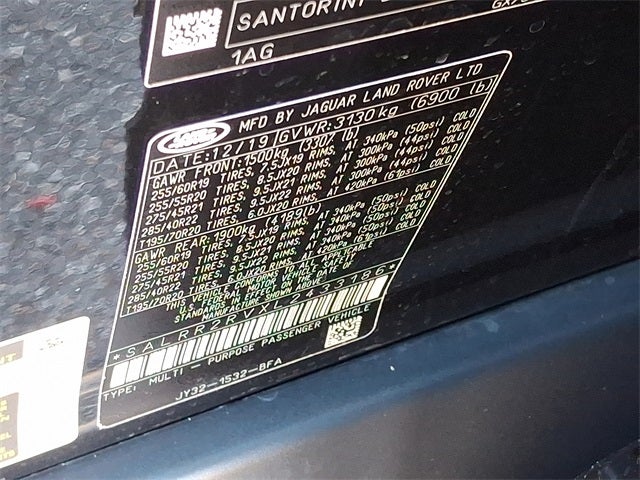 SANTORINI
1AG
LAND ROVER
MFD BY JAGUAR LAND ROVER LTD
DATE:12/19 GVWR:3130kg (6900 lb)
GAWR FRONT:1500kg (3307 lb)
255/60R19 TIRES, 7.5JX19 RIMS, AT 340kPa (50psi) COLD
255/55R20 TIRES, 9.5JX20 RIMS, AT 300kPa (44psi) COLD
275/45R21 TIRES, 9.5JX21 RIMS, AT 300kPa (44psi) COLD
285/40R22 TIRES, 9.5JX22 RIMS, AT 300kPa (44psi) COLD
T195/70R20 TIRES, 6.0JX20 RIMS, AT 420kPa (61psi) COLD
GAWR REAR:1900kg (4189lb)
255/60R19 TIRES, 7.5JX19 RIMS, AT 340kPa (50psi) COLD
255/55R20 TIRES, 9.5JX20 RIMS, AT 340kPa (50psi) COLD
275/45R21 TIRES, 9.5JX21 RIMS, AT 340kPa (50psi) COLD
285/40R22 TIRES, 9.5JX22 RIMS, AT 340kPa (50psi) COLD
T195/70R20 TIRES, 6.0JX20 RIMS, AT 420kPa (61psi) COLD
THIS VEHICLE CONFORMS TO ALL APPLICABLE
U.S. FEDERAL MOTOR VEHICLE SAFETY
STANDARDS IN EFFECT ON THE DATE OF
MANUFACTURE SHOWN ABOVE.
TYPE: MULTI - PURPOSE PASSENGER VEHICLE
JY32-1532-BFA